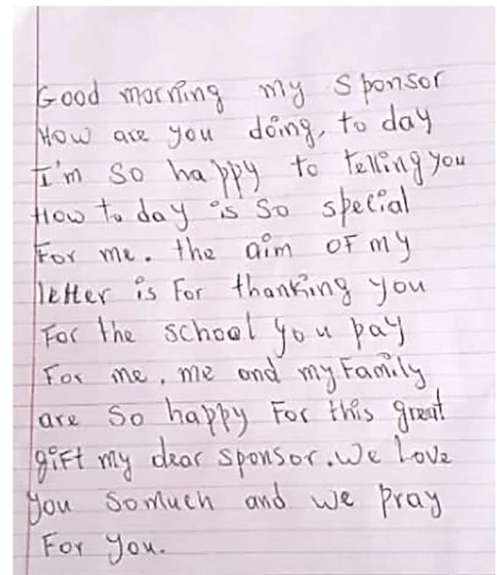 Good morning my sponsor
How are you doing, to day
I'm so happy to telling you
How to day is so special
For me. the aim of my
letter is For thanking you
For the school you pay
For me, me and my Family
are so happy For this great
gift my dear sponsor. We Love
you somuch and we pray
For you.